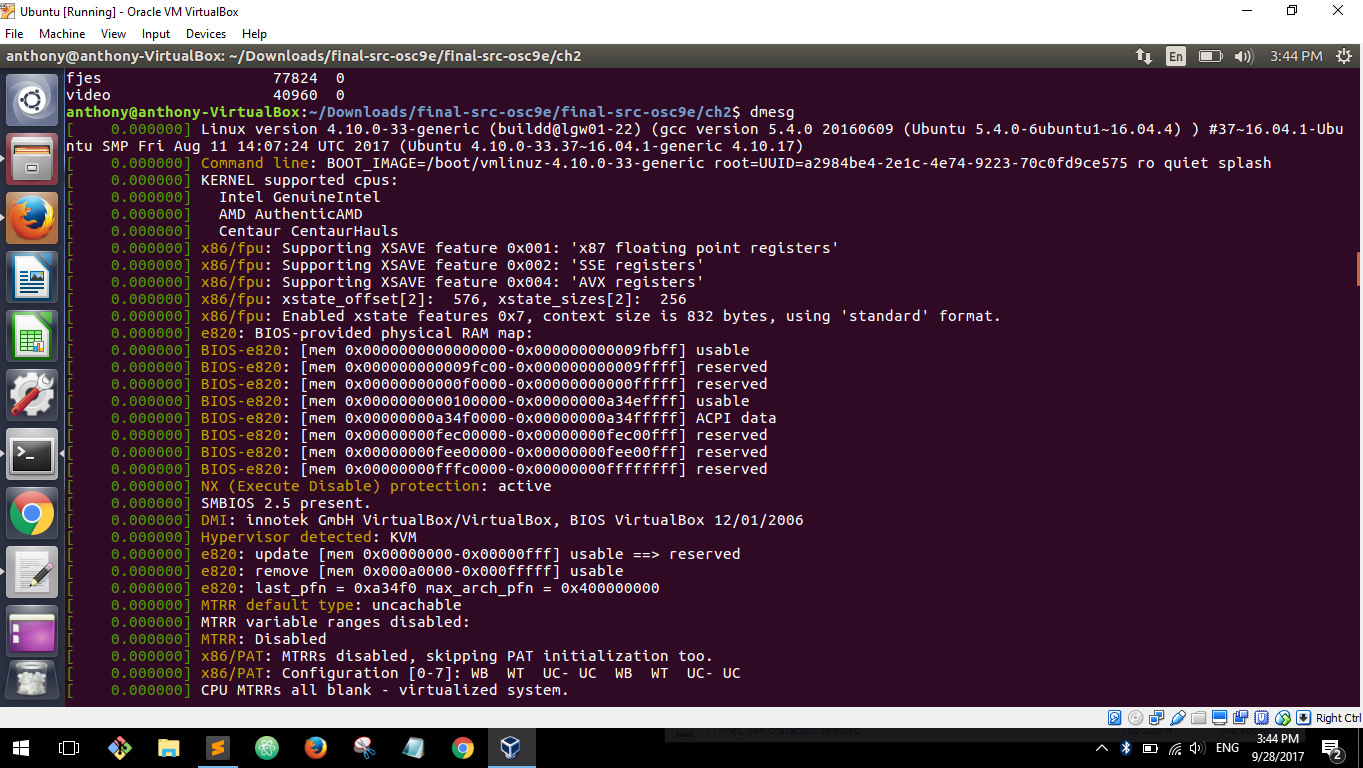 Ubuntu [Running] - Oracle VM VirtualBox
File Machine View Input Devices Help
anthony@anthony-VirtualBox: ~/Downloads/final-src-osc9e/final-src-osc9e/ch2 En 3:44 PM
fjes 77824 0
video 40960 0
anthony@anthony-VirtualBox:~/Downloads/final-src-osc9e/final-src-osc9e/ch2$ dmesg
[ 0.000000] Linux version 4.10.0-33-generic (buildd@lgw01-22) (gcc version 5.4.0 20160609 (Ubuntu 5.4.0-6ubuntu1~16.04.4) ) #37~16.04.1-Ubu
ntu SMP Fri Aug 11 14:07:24 UTC 2017 (Ubuntu 4.10.0-33.37~16.04.1-generic 4.10.17)
[ 0.000000] Command line: BOOT_IMAGE=/boot/vmlinuz-4.10.0-33-generic root=UUID=a2984be4-2e1c-4e74-9223-70c0fd9ce575 ro quiet splash
[ 0.000000] KERNEL supported cpus:
[ 0.000000] Intel GenuineIntel
[ 0.000000] AMD AuthenticAMD
[ 0.000000] Centaur CentaurHauls
[ 0.000000] x86/fpu: Supporting XSAVE feature 0x001: 'x87 floating point registers'
[ 0.000000] x86/fpu: Supporting XSAVE feature 0x002: 'SSE registers'
[ 0.000000] x86/fpu: Supporting XSAVE feature 0x004: 'AVX registers'
[ 0.000000] x86/fpu: xstate_offset[2]: 576, xstate_sizes[2]: 256
[ 0.000000] x86/fpu: Enabled xstate features 0x7, context size is 832 bytes, using 'standard' format.
[ 0.000000] e820: BIOS-provided physical RAM map:
[ 0.000000] BIOS-e820: [mem 0x0000000000000000-0x000000000009fbff] usable
[ 0.000000] BIOS-e820: [mem 0x000000000009fc00-0x000000000009ffff] reserved
[ 0.000000] BIOS-e820: [mem 0x00000000000f0000-0x00000000000fffff] reserved
[ 0.000000] BIOS-e820: [mem 0x0000000000100000-0x00000000a34effff] usable
[ 0.000000] BIOS-e820: [mem 0x00000000a34f0000-0x00000000a34fffff] ACPI data
[ 0.000000] BIOS-e820: [mem 0x00000000fec00000-0x00000000fec00fff] reserved
[ 0.000000] BIOS-e820: [mem 0x00000000fee00000-0x00000000fee00fff] reserved
[ 0.000000] BIOS-e820: [mem 0x00000000fffc0000-0x00000000ffffffff] reserved
[ 0.000000] NX (Execute Disable) protection: active
[ 0.000000] SMBIOS 2.5 present.
[ 0.000000] DMI: innotek GmbH VirtualBox/VirtualBox, BIOS VirtualBox 12/01/2006
[ 0.000000] Hypervisor detected: KVM
[ 0.000000] e820: update [mem 0x00000000-0x00000fff] usable ==> reserved
[ 0.000000] e820: remove [mem 0x000a0000-0x000fffff] usable
[ 0.000000] e820: last_pfn = 0xa34f0 max_arch_pfn = 0x400000000
[ 0.000000] MTRR default type: uncachable
[ 0.000000] MTRR variable ranges disabled:
[ 0.000000] MTRR: Disabled
[ 0.000000] x86/PAT: MTRRs disabled, skipping PAT initialization too.
[ 0.000000] x86/PAT: Configuration [0-7]: WB WT UC- UC WB WT UC- UC
[ 0.000000] CPU MTRRs all blank - virtualized system.
Right Ctrl
ENG
3:44 PM
9/28/2017
2